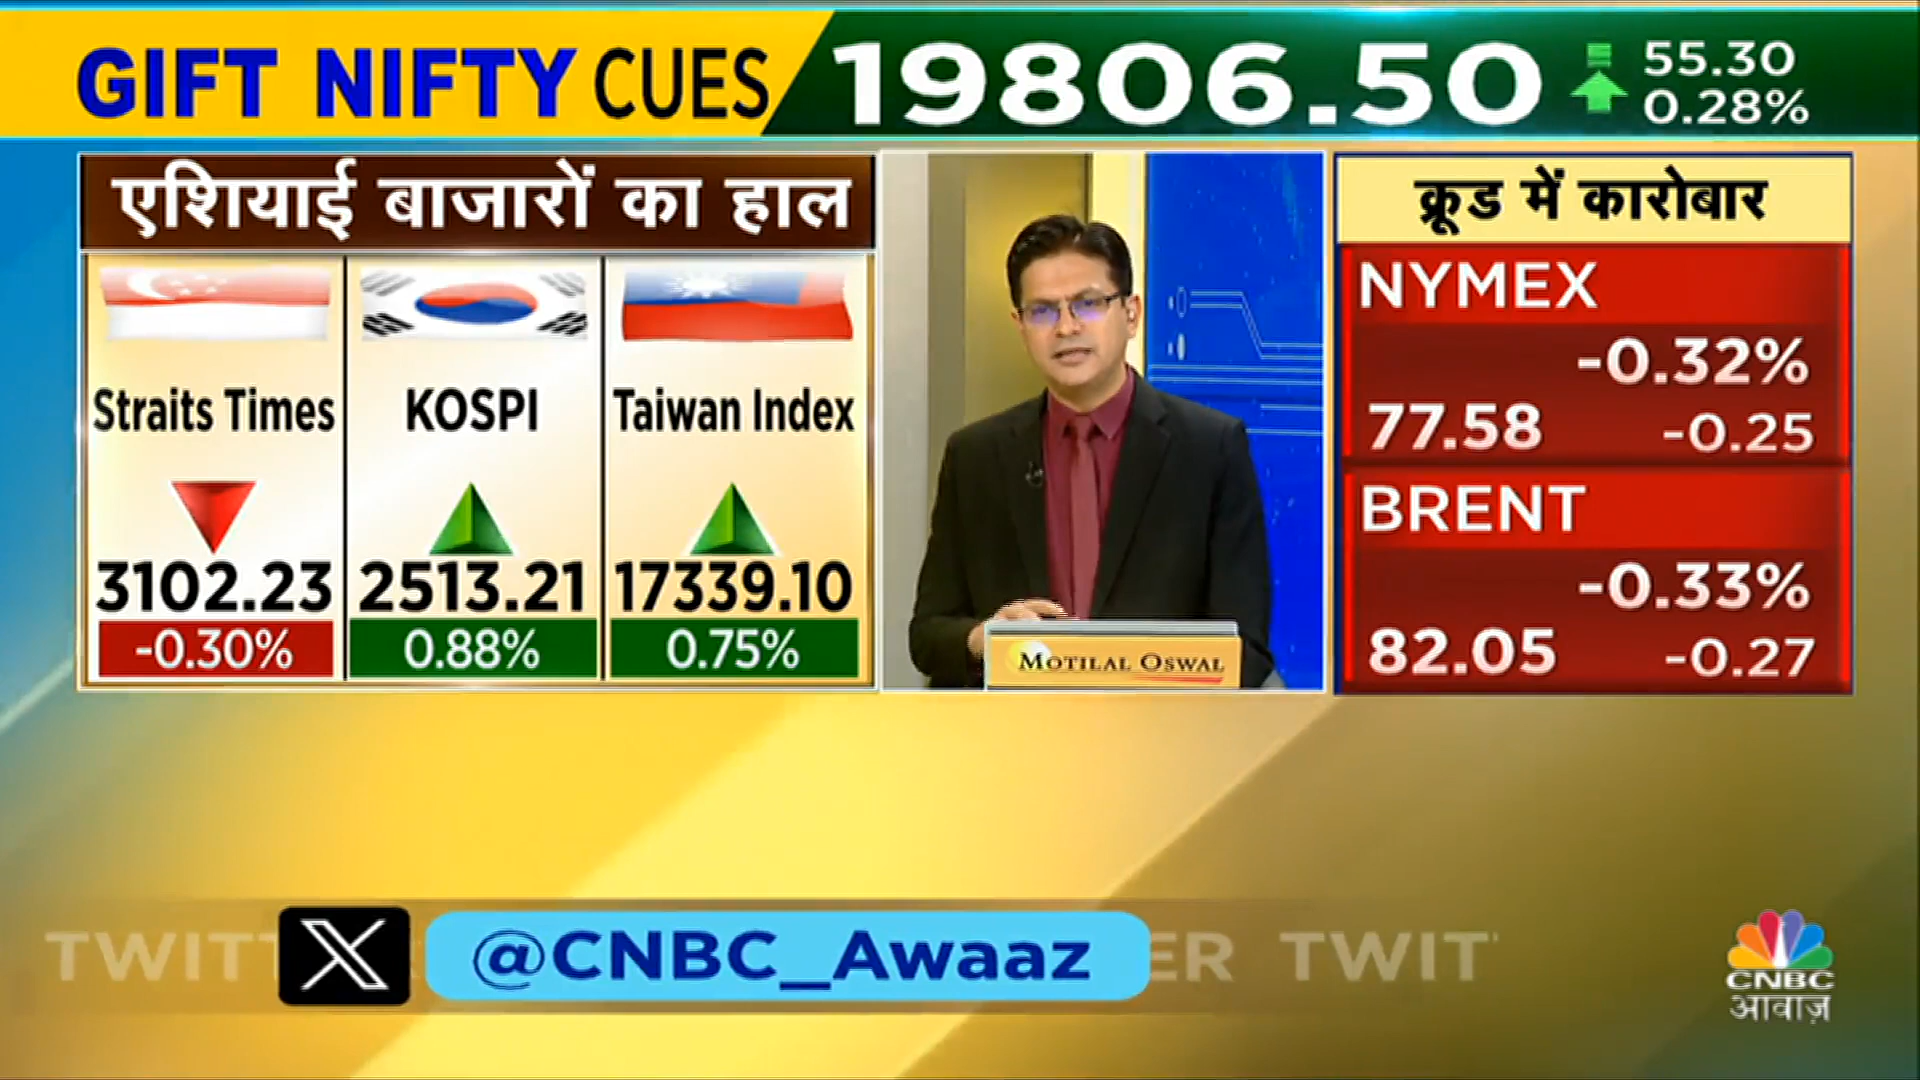 GIFT NIFTY CUES
19806.50
55.30
0.28%
एशियाई बाजारों का हाल
Straits Times
3102.23
-0.30%
KOSPI
2513.21
0.88%
Taiwan Index
17339.10
0.75%
MOTILAL OSWAL
क्रूड में कारोबार
NYMEX
-0.32%
77.58 -0.25
BRENT
-0.33%
82.05 -0.27
TWITT
X
@CNBC_Awaaz
ER TWIT
CNBC
आवाज़